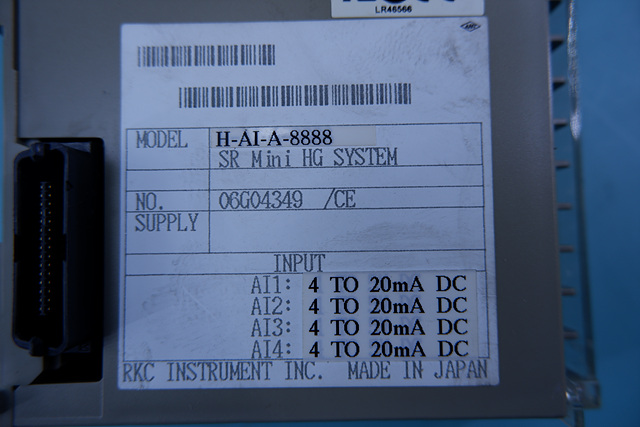 LR46566
MODEL H-AI-A-8888
SR Mini HG SYSTEM
NO. 06G04349 /CE
SUPPLY
INPUT
AI1: 4 TO 20mA DC
AI2: 4 TO 20mA DC
AI3: 4 TO 20mA DC
AI4: 4 TO 20mA DC
RKC INSTRUMENT INC. MADE IN JAPAN